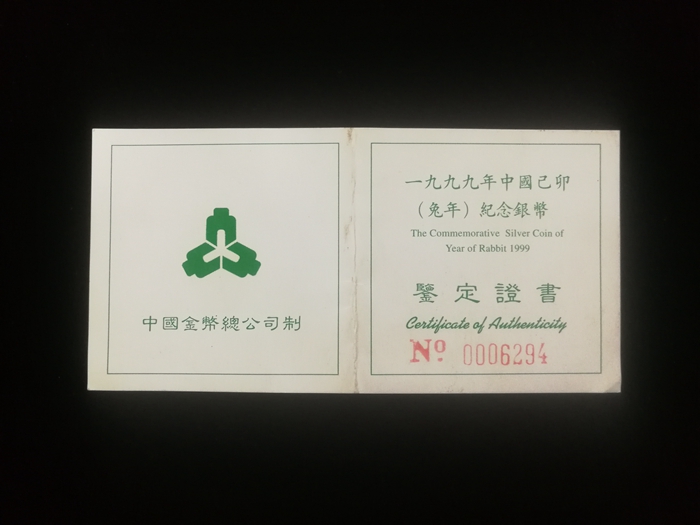 中國金幣總公司制
一九九九年中國己卯
（兔年）紀念銀幣
The Commemorative Silver Coin of
Year of Rabbit 1999
鑒定證書
Certificate of Authenticity
Nº 0006294